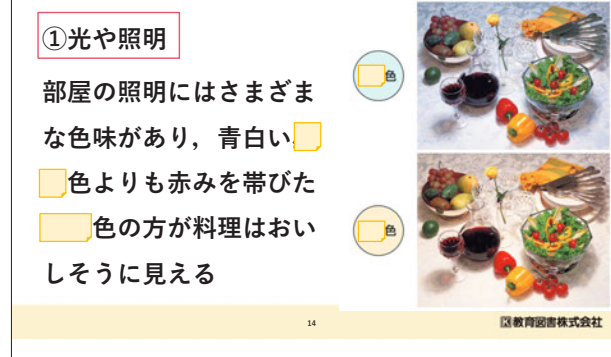 ①光や照明
部屋の照明にはさまざま
な色味があり，青白い
色よりも赤みを帯びた
色の方が料理はおい
しそうに見える
色
色
14
教育図書株式会社